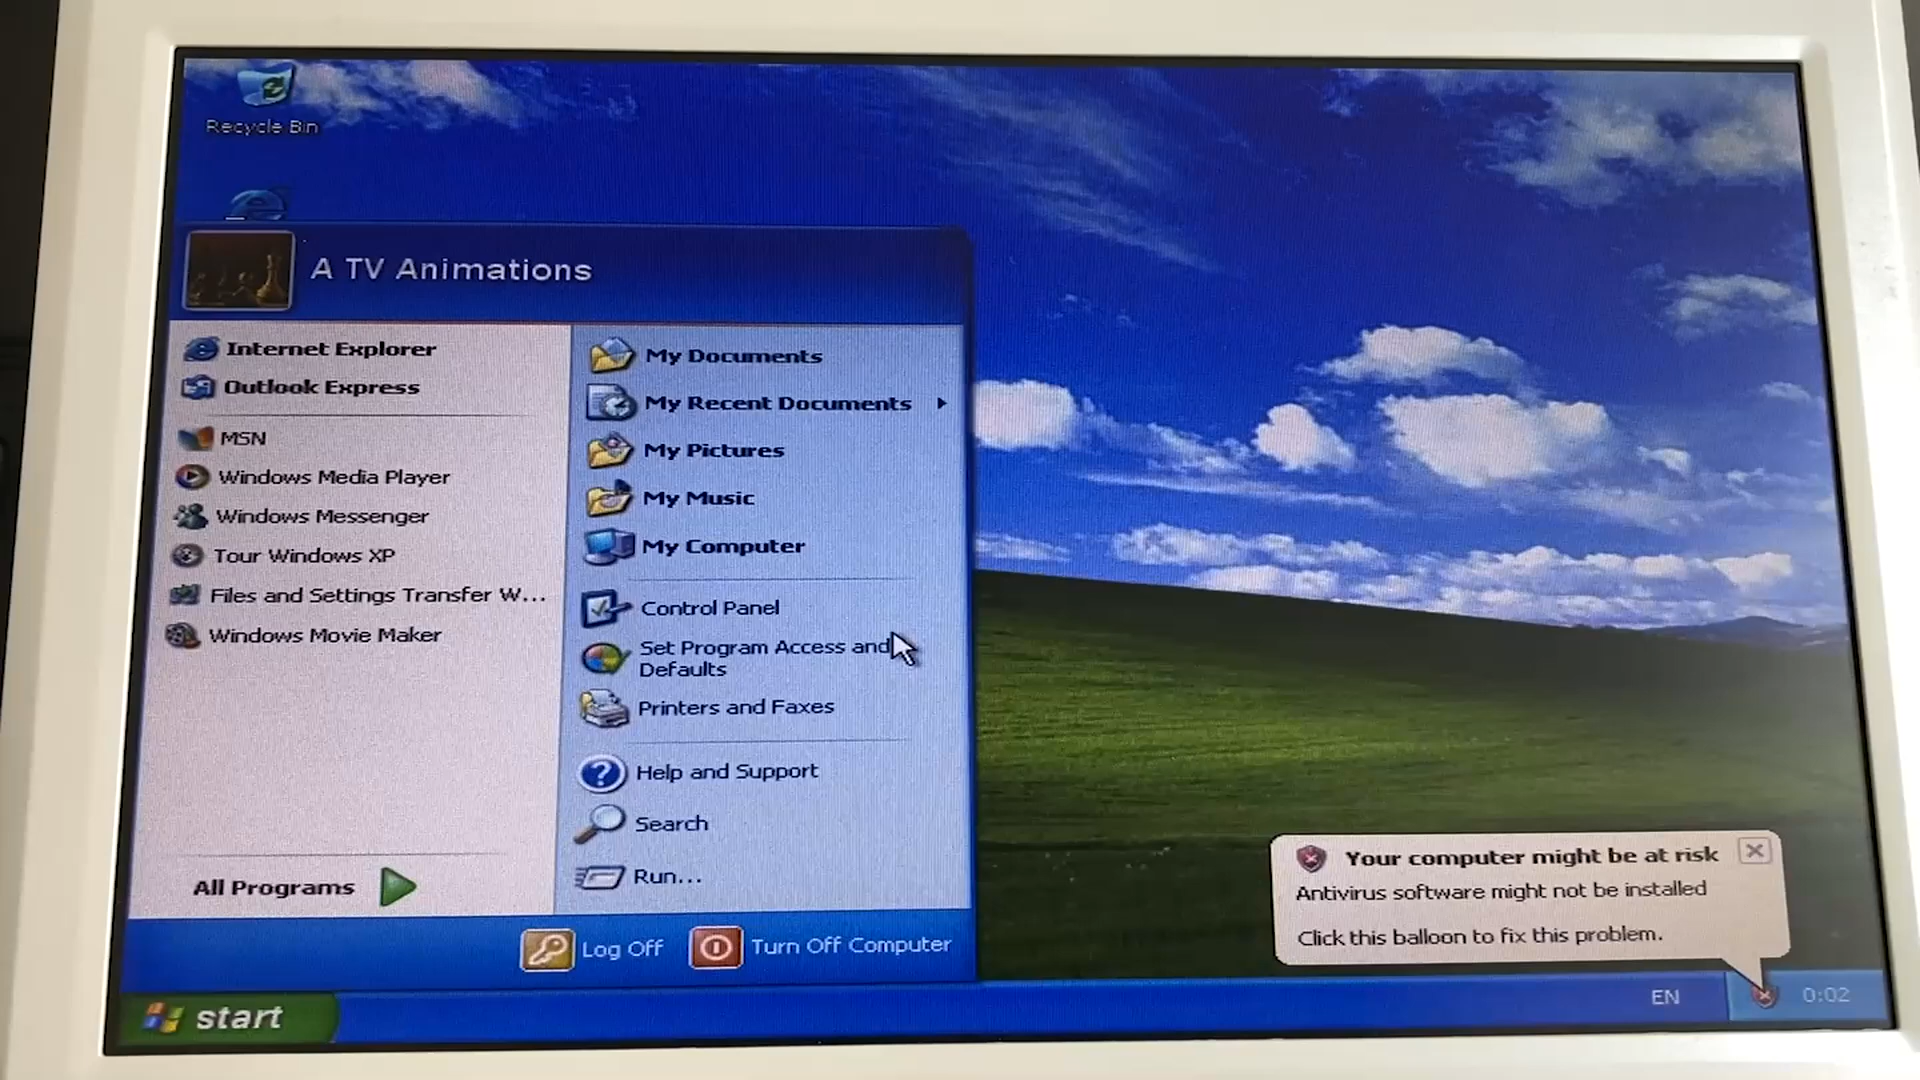 Recycle Bin
A TV Animations
Internet Explorer
Outlook Express
MSN
Windows Media Player
Windows Messenger
Tour Windows XP
Files and Settings Transfer W...
Windows Movie Maker
All Programs
My Documents
My Recent Documents
My Pictures
My Music
My Computer
Control Panel
Set Program Access and
Defaults
Printers and Faxes
Help and Support
Search
Run...
Log Off
Turn Off Computer
Your computer might be at risk
Antivirus software might not be installed
Click this balloon to fix this problem.
start
EN
0:02